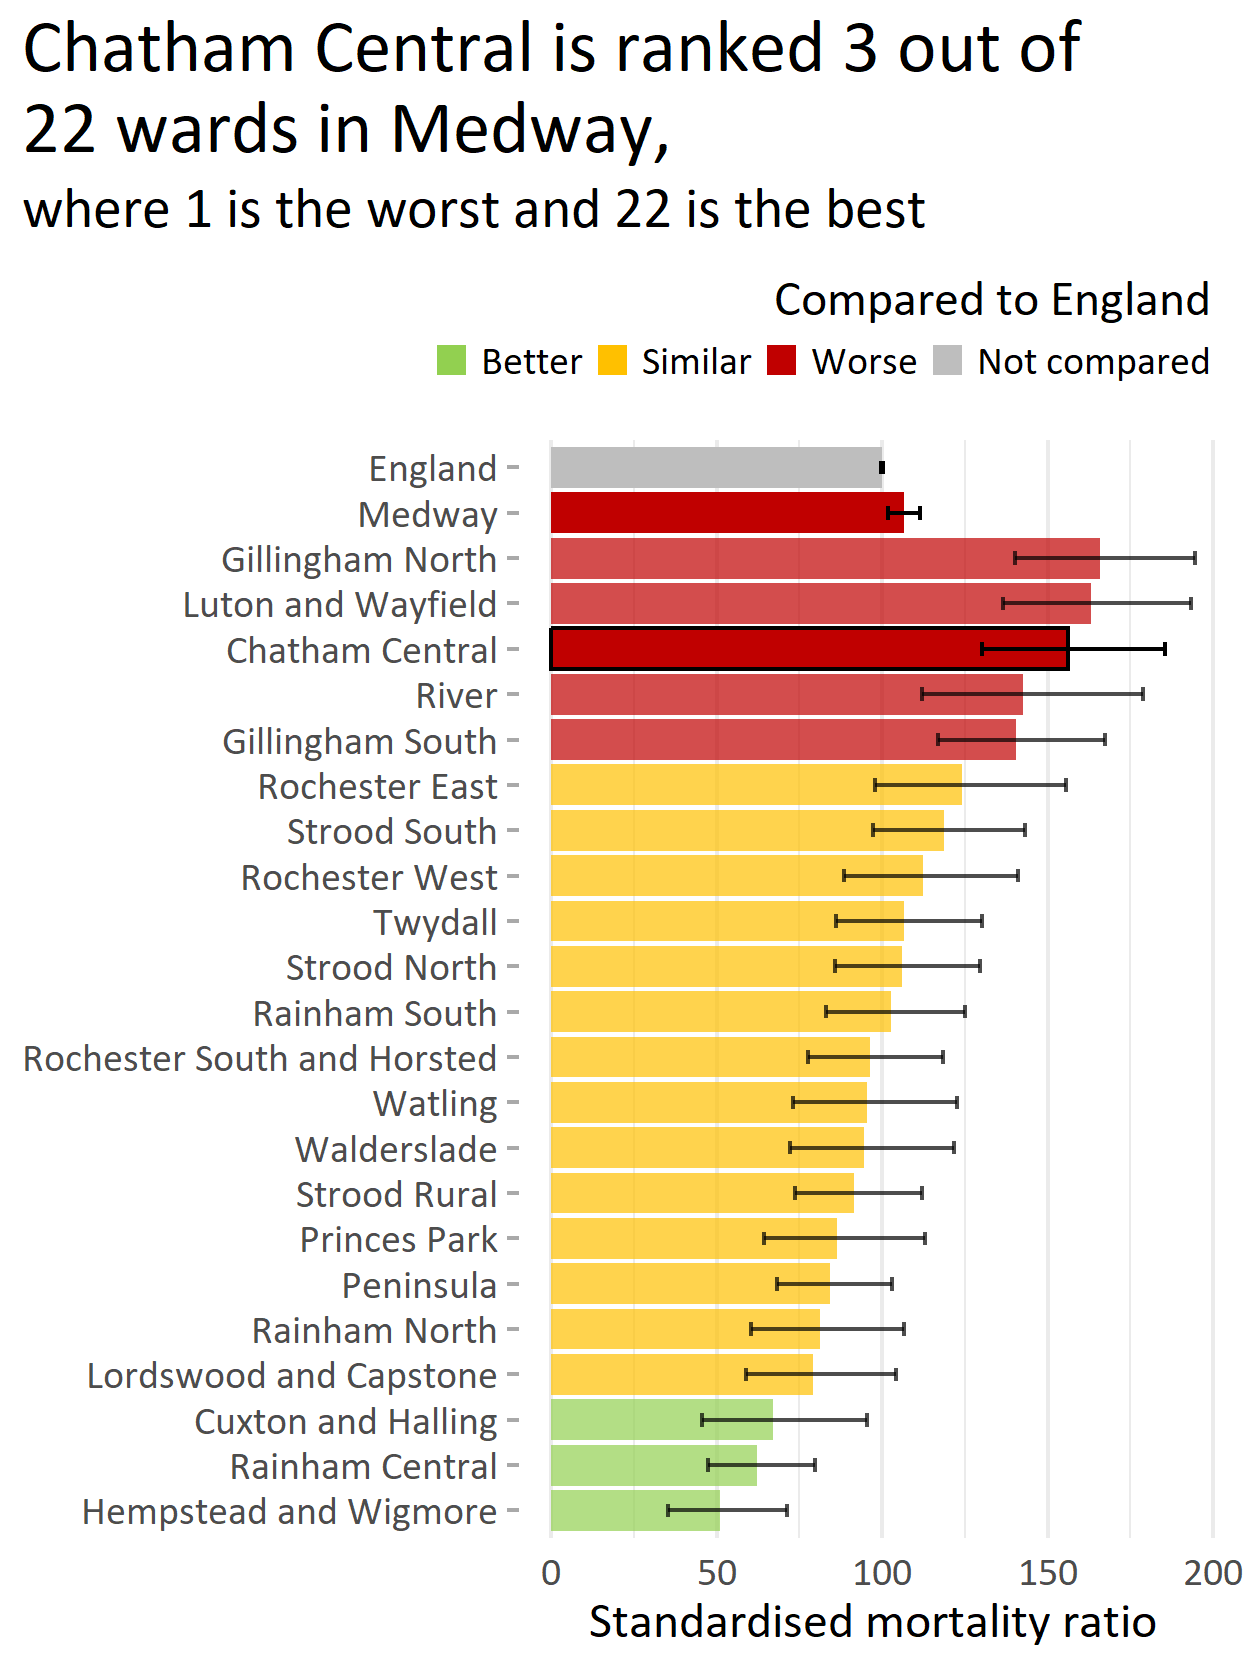 Chatham Central is ranked 3 out of
22 wards in Medway,
where 1 is the worst and 22 is the best
Compared to England
Better Similar Worse Not compared
England
Medway
Gillingham North
Luton and Wayfield
Chatham Central
River
Gillingham South
Rochester East
Strood South
Rochester West
Twydall
Strood North
Rainham South
Rochester South and Horsted
Watling
Walderslade
Strood Rural
Princes Park
Peninsula
Rainham North
Lordswood and Capstone
Cuxton and Halling
Rainham Central
Hempstead and Wigmore
0 50 100 150 200
Standardised mortality ratio